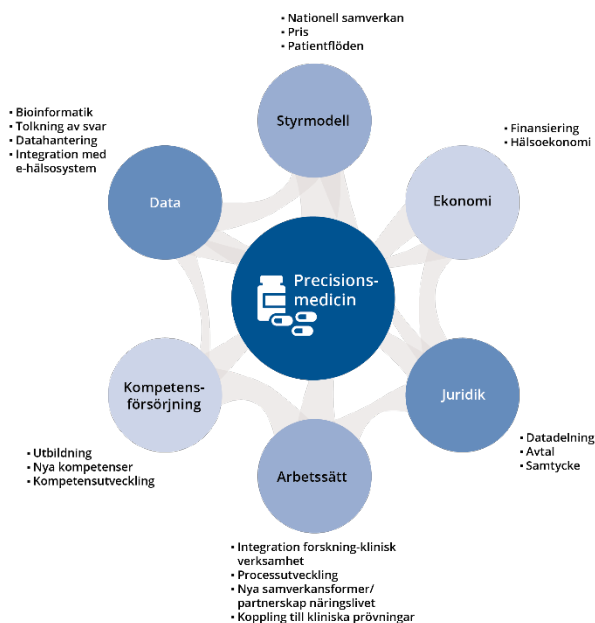 ▪ Nationell samverkan
▪ Pris
▪ Patientflöden
Styrmodell
▪ Finansiering
▪ Hälsoekonomi
Ekonomi
▪ Bioinformatik
▪ Tolkning av svar
▪ Datahantering
▪ Integration med
e-hälsosystem
Data
Precisions-
medicin
Kompetens-
försörjning
▪ Utbildning
▪ Nya kompetenser
▪ Kompetensutveckling
Juridik
▪ Datadelning
▪ Avtal
▪ Samtycke
Arbetssätt
▪ Integration forskning-klinisk
verksamhet
▪ Processutveckling
▪ Nya samverkansformer/
partnerskap näringslivet
▪ Koppling till kliniska prövningar